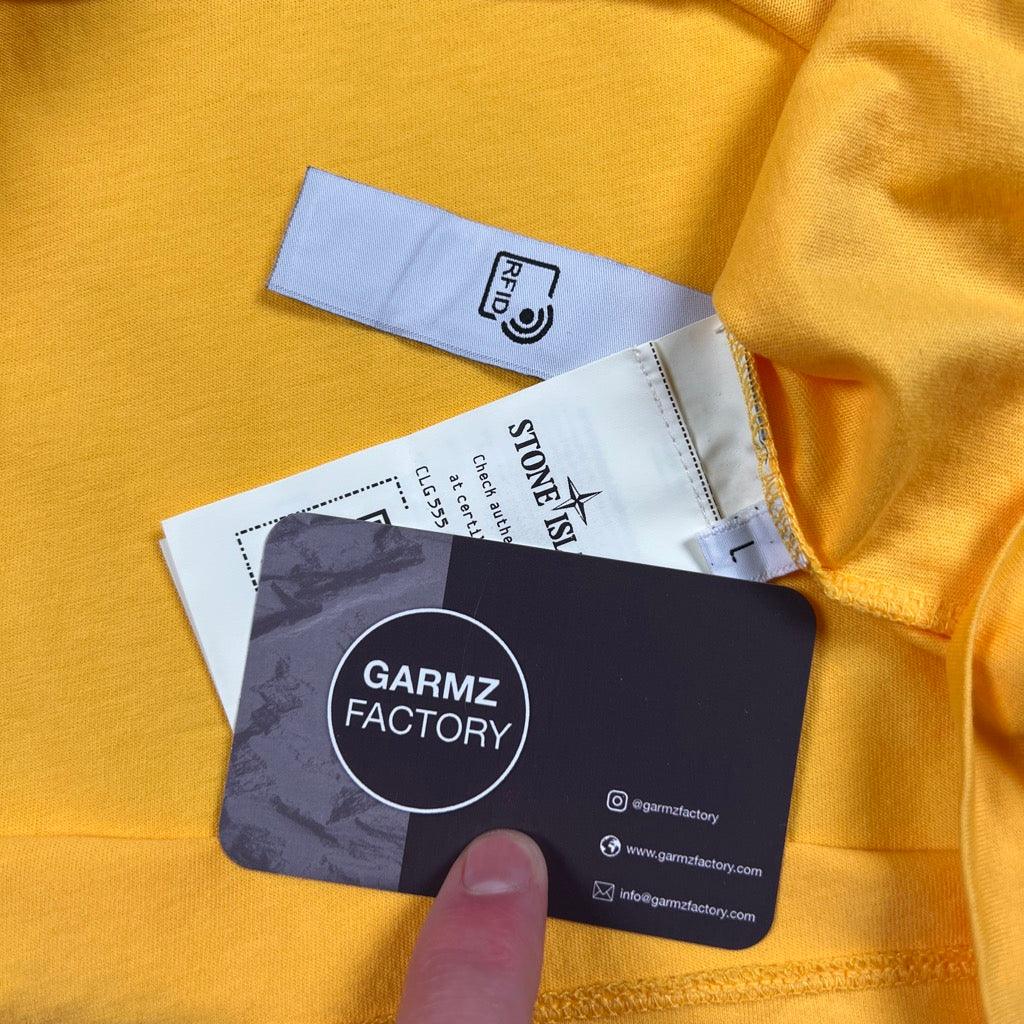 RFID
STONE ISL
Check authe
at certi
CLG555
L
GARMZ
FACTORY
@garmzfactory
www.garmzfactory.com
info@garmzfactory.com